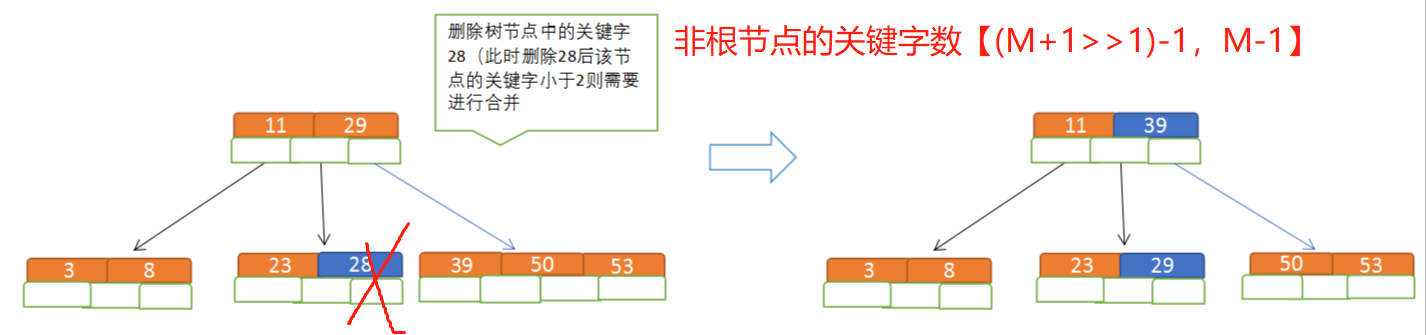 删除树节点中的关键字
28（此时删除28后该节
点的关键字小于2则需要
进行合并
非根节点的关键字数【(M+1>>1)-1，M-1】
11 29
3 8
23 28
39 50 53
11 39
3 8
23 29
50 53